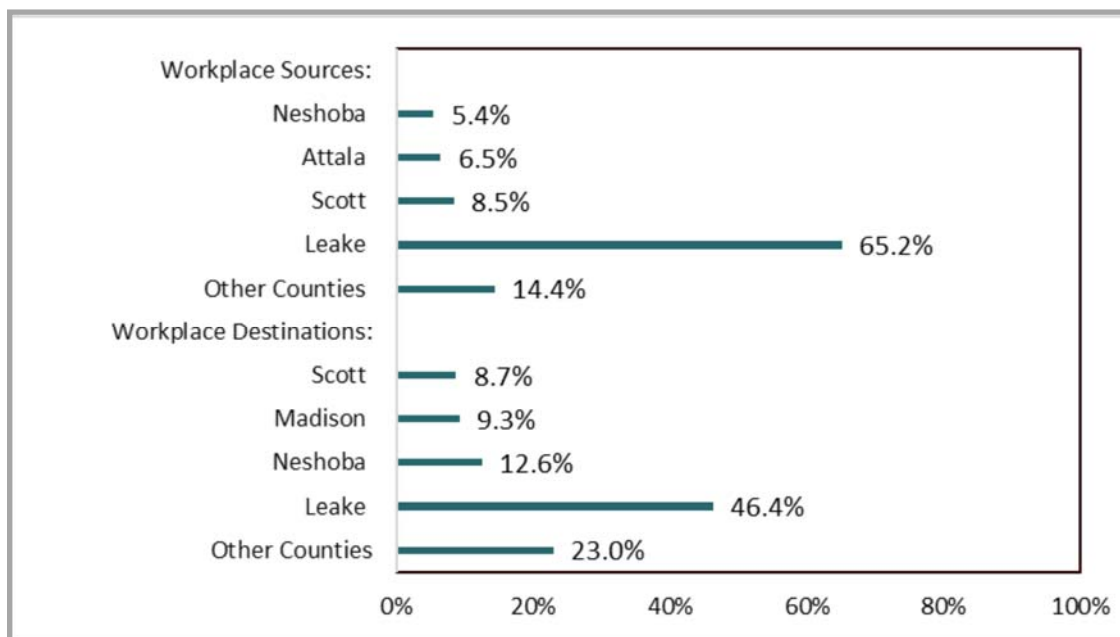 Workplace Sources:
Neshoba 5.4%
Attala 6.5%
Scott 8.5%
Leake 65.2%
Other Counties 14.4%
Workplace Destinations:
Scott 8.7%
Madison 9.3%
Neshoba 12.6%
Leake 46.4%
Other Counties 23.0%
0% 20% 40% 60% 80% 100%